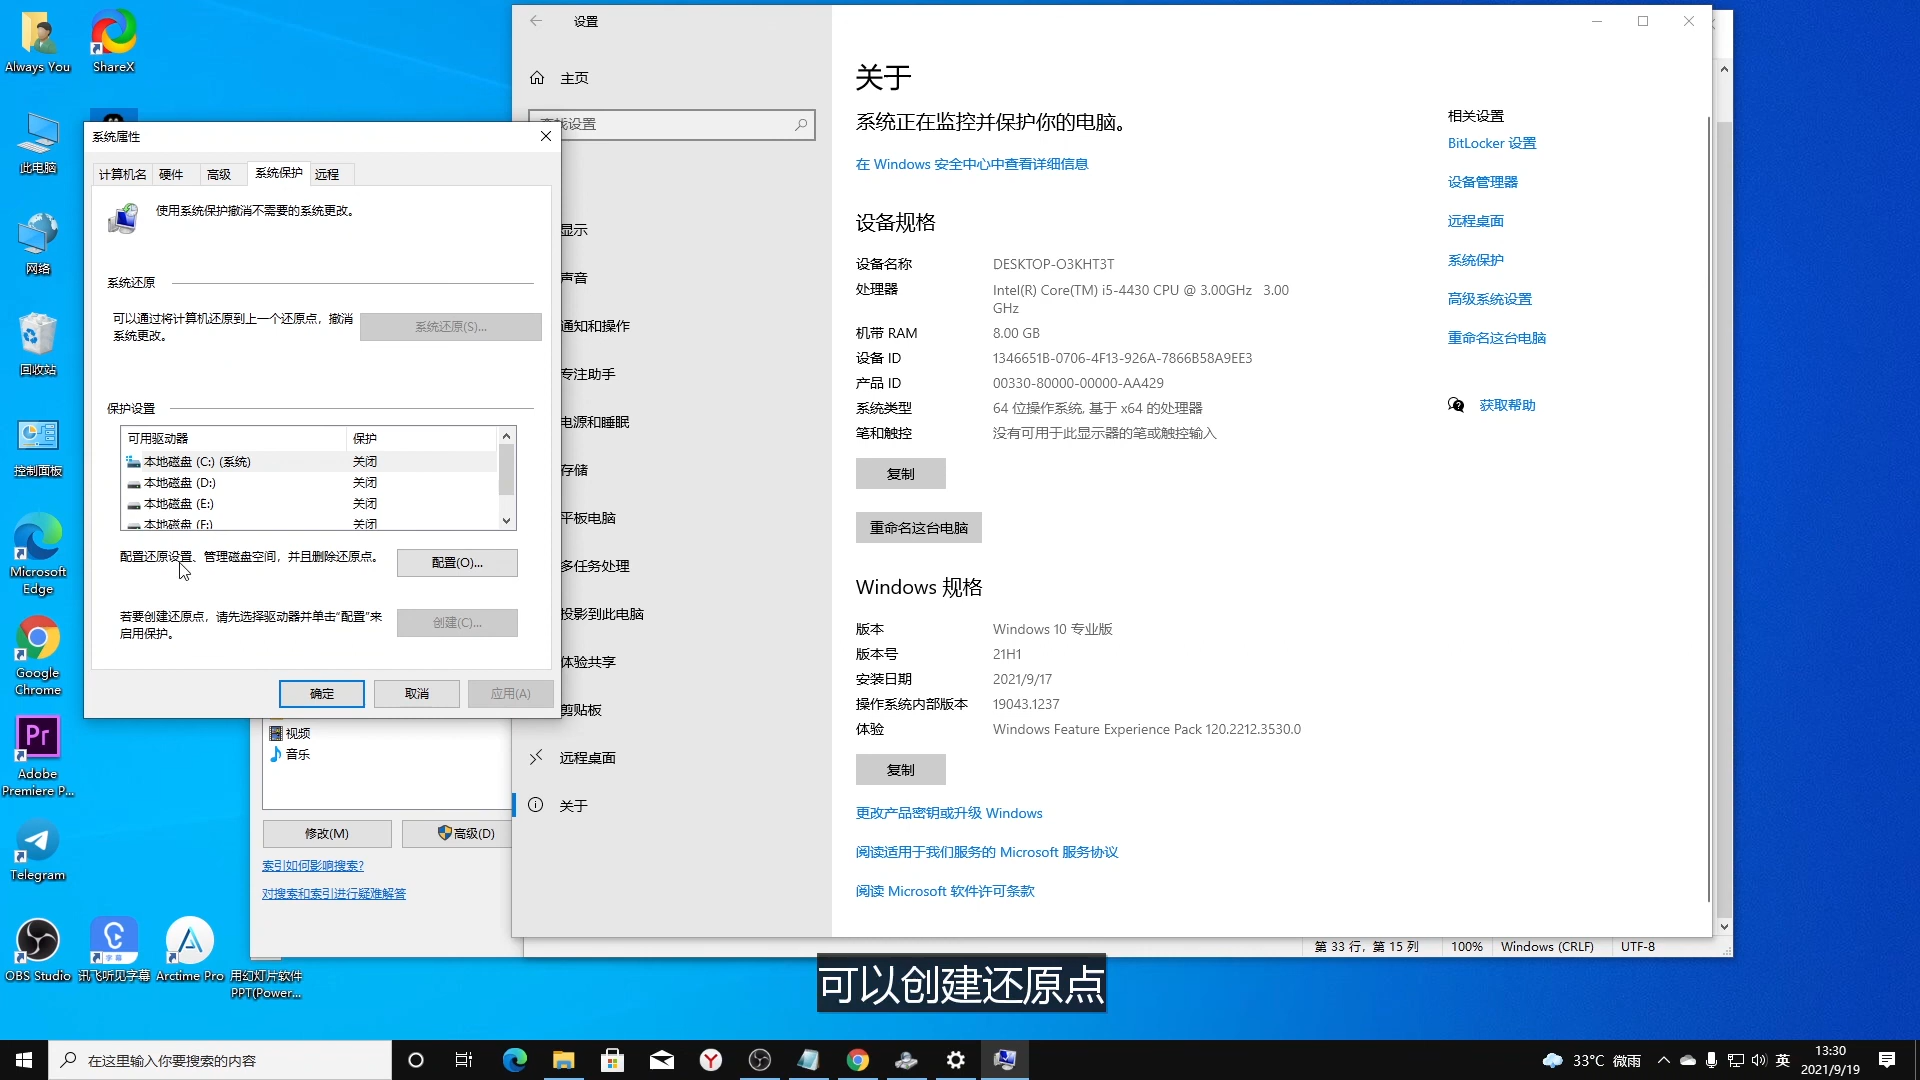 Always You
ShareX
此电脑
网络
回收站
控制面板
Microsoft
Edge
Google
Chrome
Adobe
Premiere P...
Telegram
OBS Studio
讯飞听见字幕
Arctime Pro
用幻灯片软件
PPT(Power...
系统属性
计算机名
硬件
高级
系统保护
远程
使用系统保护撤消不需要的系统更改。
系统还原
可以通过将计算机还原到上一个还原点，撤消
系统更改。
系统还原(S)...
保护设置
可用驱动器
保护
本地磁盘 (C:) (系统)
关闭
本地磁盘 (D:)
关闭
本地磁盘 (E:)
关闭
本地磁盘 (F:)
关闭
配置还原设置、管理磁盘空间，并且删除还原点。
配置(O)...
若要创建还原点，请先选择驱动器并单击“配置”来
启用保护。
创建(C)...
确定
取消
应用(A)
视频
音乐
修改(M)
高级(D)
索引如何影响搜索?
对搜索和索引进行疑难解答
设置
主页
找设置
显示
声音
通知和操作
专注助手
电源和睡眠
存储
平板电脑
多任务处理
投影到此电脑
体验共享
剪贴板
远程桌面
关于
关于
系统正在监控并保护你的电脑。
在 Windows 安全中心中查看详细信息
设备规格
设备名称
DESKTOP-O3KHT3T
处理器
Intel(R) Core(TM) i5-4430 CPU @ 3.00GHz 3.00
GHz
机带 RAM
8.00 GB
设备 ID
1346651B-0706-4F13-926A-7866B58A9EE3
产品 ID
00330-80000-00000-AA429
系统类型
64 位操作系统, 基于 x64 的处理器
笔和触控
没有可用于此显示器的笔或触控输入
复制
重命名这台电脑
Windows 规格
版本
Windows 10 专业版
版本号
21H1
安装日期
2021/9/17
操作系统内部版本
19043.1237
体验
Windows Feature Experience Pack 120.2212.3530.0
复制
更改产品密钥或升级 Windows
阅读适用于我们服务的 Microsoft 服务协议
阅读 Microsoft 软件许可条款
相关设置
BitLocker 设置
设备管理器
远程桌面
系统保护
高级系统设置
重命名这台电脑
获取帮助
第 33 行，第 15 列
100%
Windows (CRLF)
UTF-8
可以创建还原点
在这里输入你要搜索的内容
33°C 微雨
英
13:30
2021/9/19